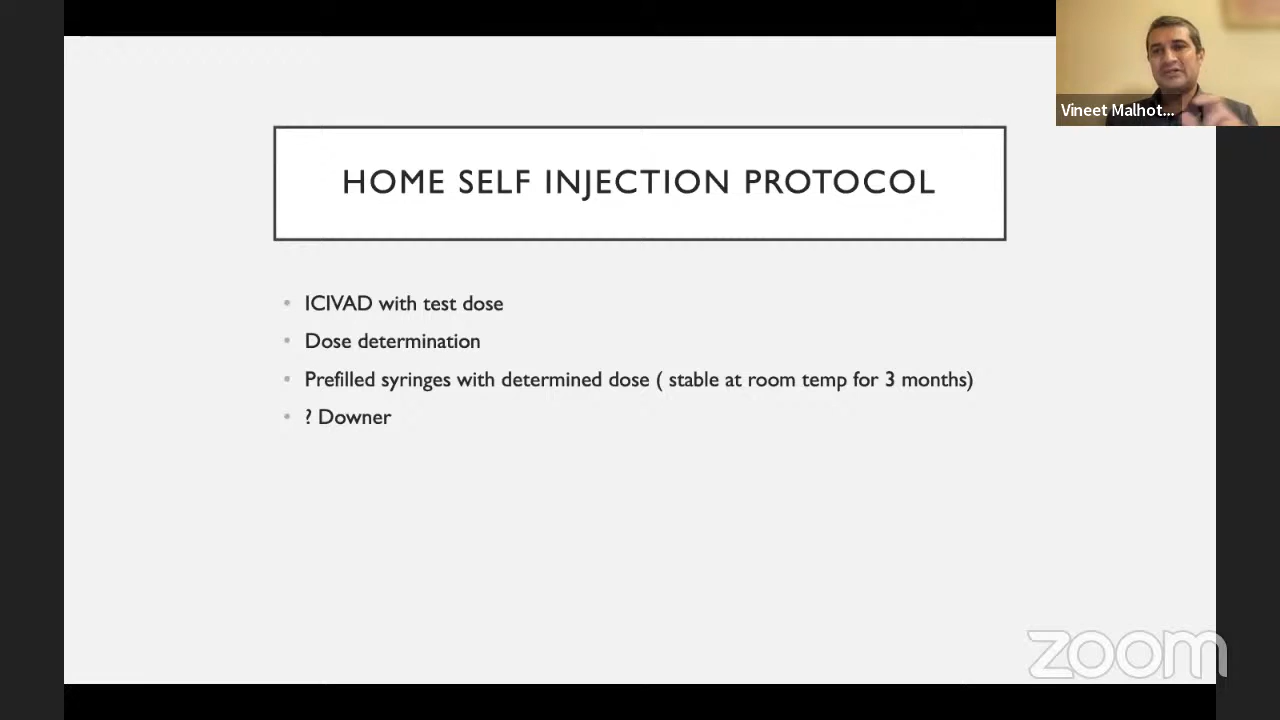 Vineet Malhot...
HOME SELF INJECTION PROTOCOL
• ICIVAD with test dose
• Dose determination
• Prefilled syringes with determined dose ( stable at room temp for 3 months)
• ? Downer
zoom